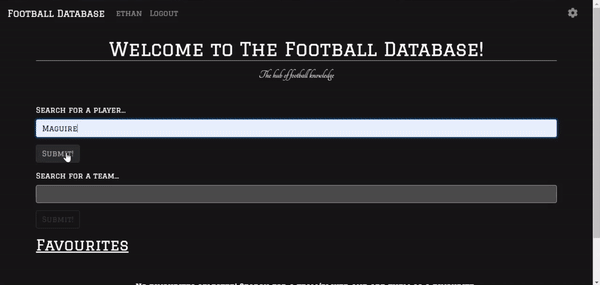 Football Database Ethan Logout
Welcome to The Football Database!
The hub of football knowledge
Search for a player...
Maguire
Submit!
Search for a team...
Submit!
Favourites